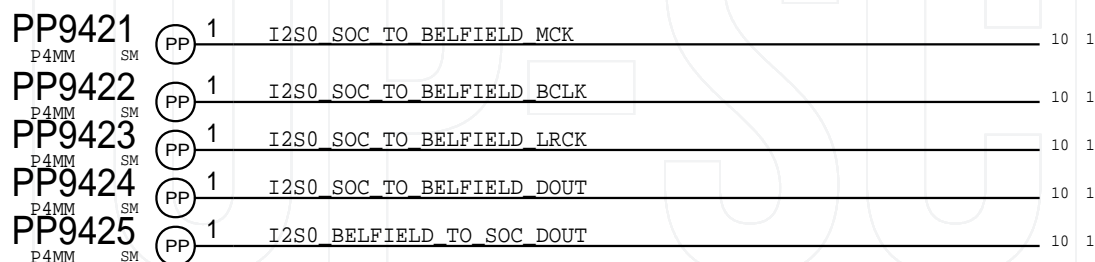 PP9421 PP 1 I2S0_SOC_TO_BELFIELD_MCK 10 1
P4MM SM
PP9422 PP 1 I2S0_SOC_TO_BELFIELD_BCLK 10 1
P4MM SM
PP9423 PP 1 I2S0_SOC_TO_BELFIELD_LRCK 10 1
P4MM SM
PP9424 PP 1 I2S0_SOC_TO_BELFIELD_DOUT 10 1
P4MM SM
PP9425 PP 1 I2S0_BELFIELD_TO_SOC_DOUT 10 1
P4MM SM